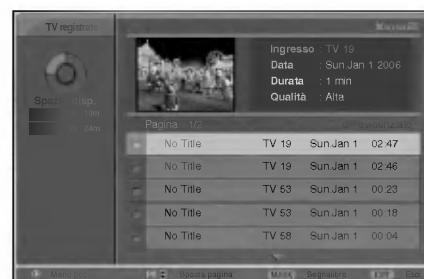 TV registrate
Ingresso : TV 19
Data : Sun.Jan 1 2006
Durata : 1 min
Qualità : Alta
Spazio disp.
Pagina 1/2
No Title TV 19 Sun.Jan 1 02:47
No Title TV 19 Sun.Jan 1 02:46
No Title TV 53 Sun.Jan 1 00:23
No Title TV 53 Sun.Jan 1 00:18
No Title TV 58 Sun.Jan 1 00:04
Menù
Sposta pagina
MARK Segnalibro